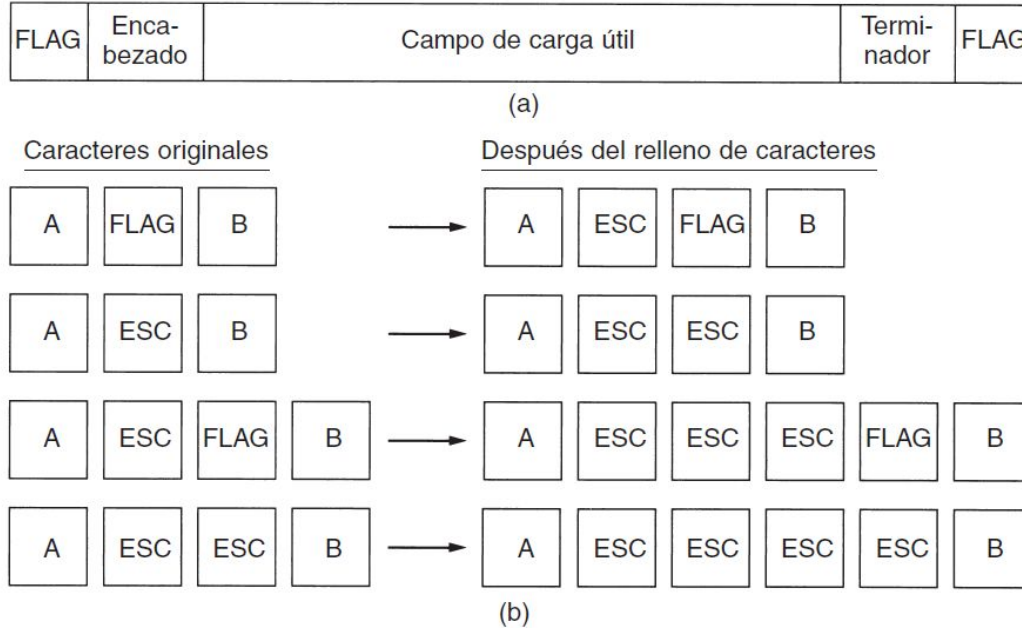 FLAG Enca-bezado Campo de carga útil Termi-nador FLAG
(a)
Caracteres originales Después del relleno de caracteres
A FLAG B A ESC FLAG B
A ESC B A ESC ESC B
A ESC FLAG B A ESC ESC ESC FLAG B
A ESC ESC B A ESC ESC ESC ESC B
(b)